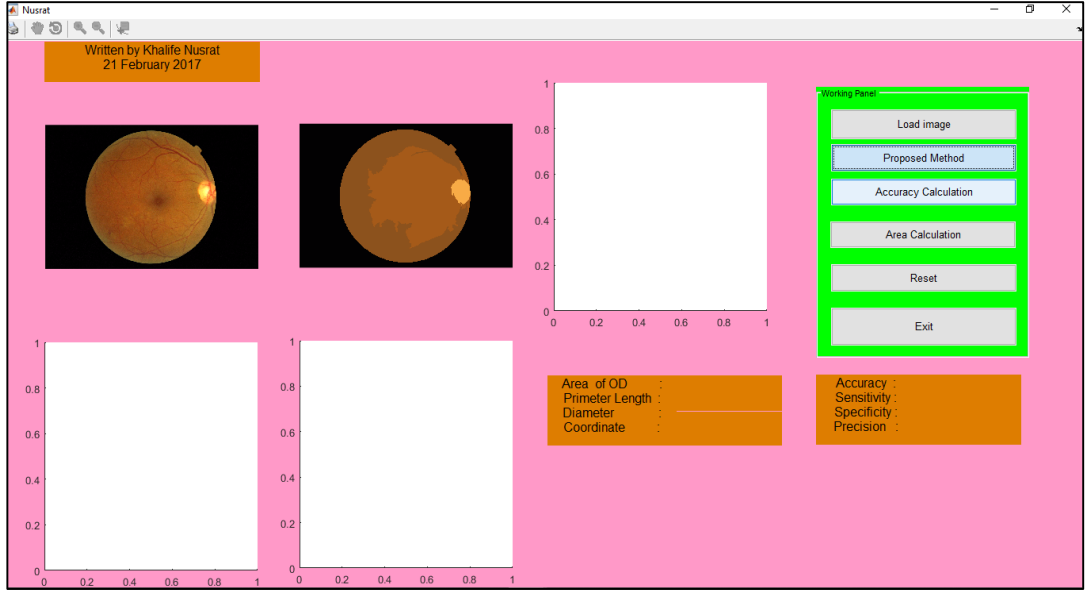 Nusrat
Written by Khalife Nusrat
21 February 2017
1
0.8
0.6
0.4
0.2
0
0 0.2 0.4 0.6 0.8 1
Working Panel
Load image
Proposed Method
Accuracy Calculation
Area Calculation
Reset
Exit
1
0.8
0.6
0.4
0.2
0
0 0.2 0.4 0.6 0.8 1
1
0.8
0.6
0.4
0.2
0
0 0.2 0.4 0.6 0.8 1
Area of OD :
Primeter Length :
Diameter :
Coordinate :
Accuracy :
Sensitivity :
Specificity :
Precision :